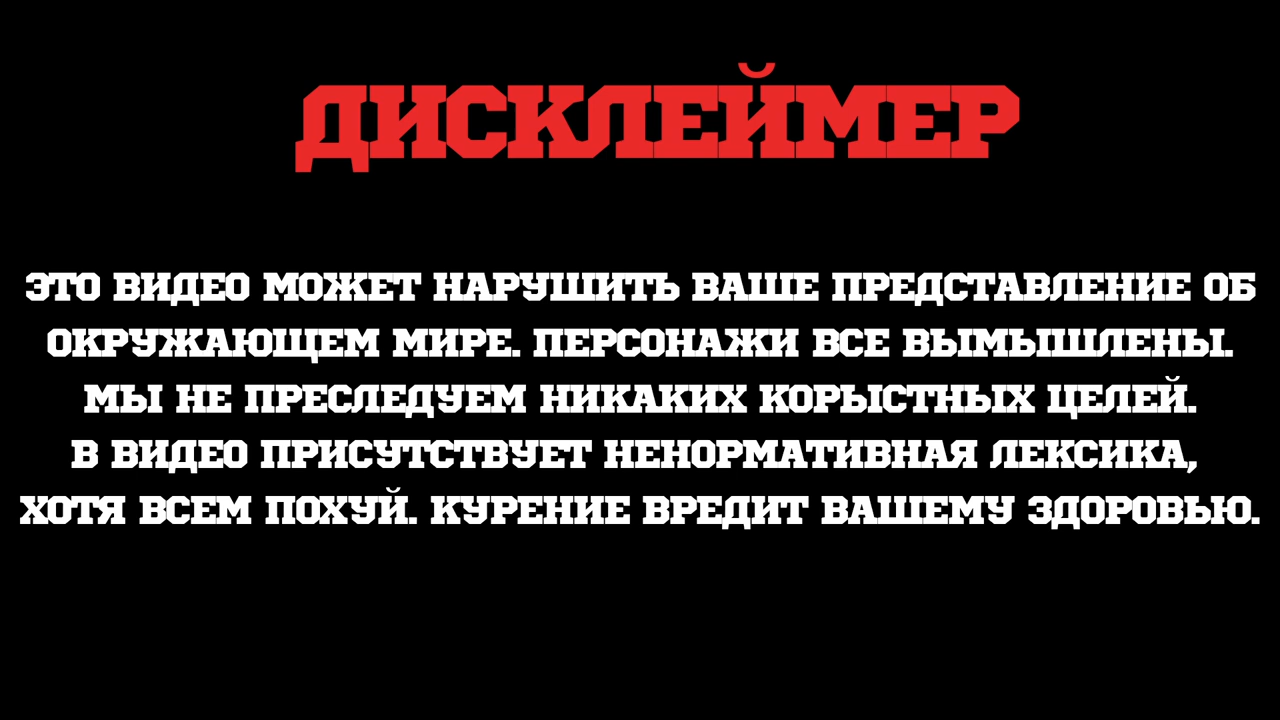 ДИСКЛЕЙМЕР
ЭТО ВИДЕО МОЖЕТ НАРУШИТЬ ВАШЕ ПРЕДСТАВЛЕНИЕ ОБ
ОКРУЖАЮЩЕМ МИРЕ. ПЕРСОНАЖИ ВСЕ ВЫМЫШЛЕНЫ.
МЫ НЕ ПРЕСЛЕДУЕМ НИКАКИХ КОРЫСТНЫХ ЦЕЛЕЙ.
В ВИДЕО ПРИСУТСТВУЕТ НЕНОРМАТИВНАЯ ЛЕКСИКА,
ХОТЯ ВСЕМ ПОХУЙ. КУРЕНИЕ ВРЕДИТ ВАШЕМУ ЗДОРОВЬЮ.